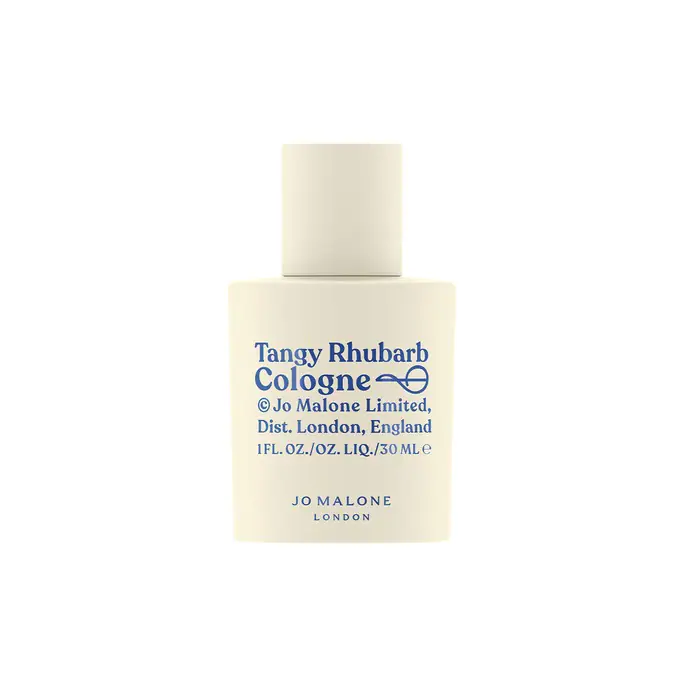 Tangy Rhubarb
Cologne
© Jo Malone Limited,
Dist. London, England
1 FL. OZ./OZ. LIQ./30 ML ℮
JO MALONE
LONDON